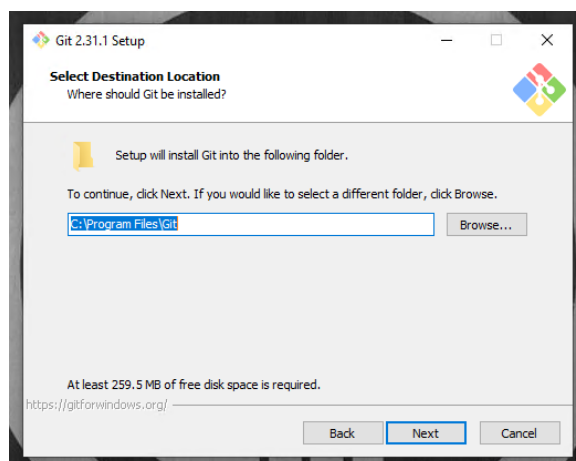 Git 2.31.1 Setup
Select Destination Location
Where should Git be installed?
Setup will install Git into the following folder.
To continue, click Next. If you would like to select a different folder, click Browse.
C:\Program Files\Git
Browse...
At least 259.5 MB of free disk space is required.
https://gitforwindows.org/
Back
Next
Cancel